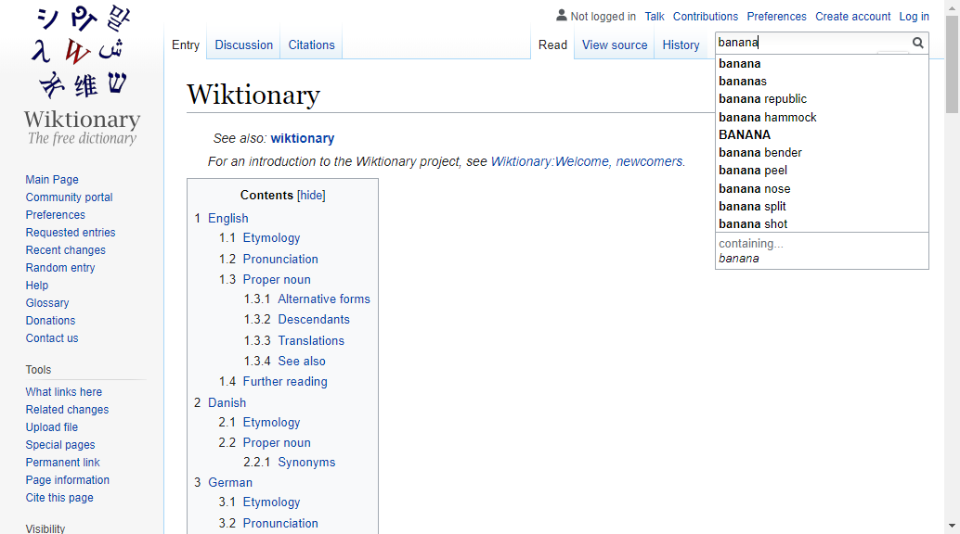 Not logged in Talk Contributions Preferences Create account Log in
Entry Discussion Citations Read View source History banana
シ 말
λ W ش
维 ש
Wiktionary
The free dictionary
Main Page
Community portal
Preferences
Requested entries
Recent changes
Random entry
Help
Glossary
Donations
Contact us
Tools
What links here
Related changes
Upload file
Special pages
Permanent link
Page information
Cite this page
Visibility
Wiktionary
See also: wiktionary
For an introduction to the Wiktionary project, see Wiktionary:Welcome, newcomers.
Contents [hide]
1 English
1.1 Etymology
1.2 Pronunciation
1.3 Proper noun
1.3.1 Alternative forms
1.3.2 Descendants
1.3.3 Translations
1.3.4 See also
1.4 Further reading
2 Danish
2.1 Etymology
2.2 Proper noun
2.2.1 Synonyms
3 German
3.1 Etymology
3.2 Pronunciation
banana
bananas
banana republic
banana hammock
BANANA
banana bender
banana peel
banana nose
banana split
banana shot
containing...
banana